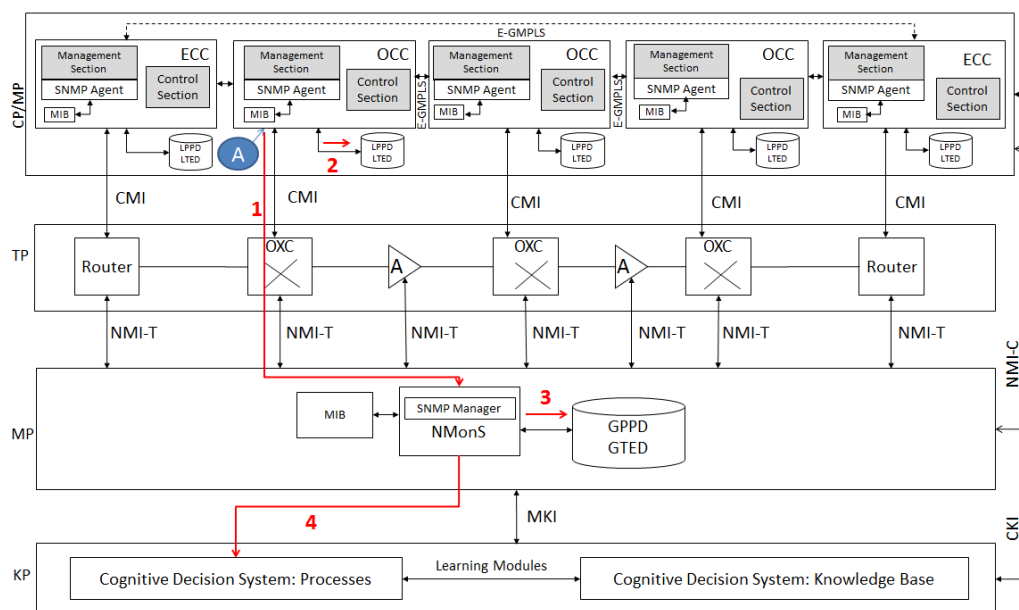 E-GMPLS
CP/MP
Management
Section
SNMP Agent
MIB
ECC
Control
Section
LPPD
LTED
Management
Section
SNMP Agent
MIB
OCC
Control
Section
LPPD
LTED
E-GMPLS
Management
Section
SNMP Agent
MIB
OCC
Control
Section
LPPD
LTED
E-GMPLS
Management
Section
SNMP Agent
MIB
OCC
Control
Section
LPPD
LTED
Management
Section
SNMP Agent
MIB
ECC
Control
Section
LPPD
LTED
A
2
1
CMI
CMI
CMI
CMI
CMI
TP
Router
OXC
A
OXC
A
OXC
Router
NMI-T
NMI-T
NMI-T
NMI-T
NMI-T
NMI-T
NMI-T
NMI-C
MP
MIB
SNMP Manager
NMonS
3
GPPD
GTED
4
MKI
CKI
KP
Cognitive Decision System: Processes
Learning Modules
Cognitive Decision System: Knowledge Base